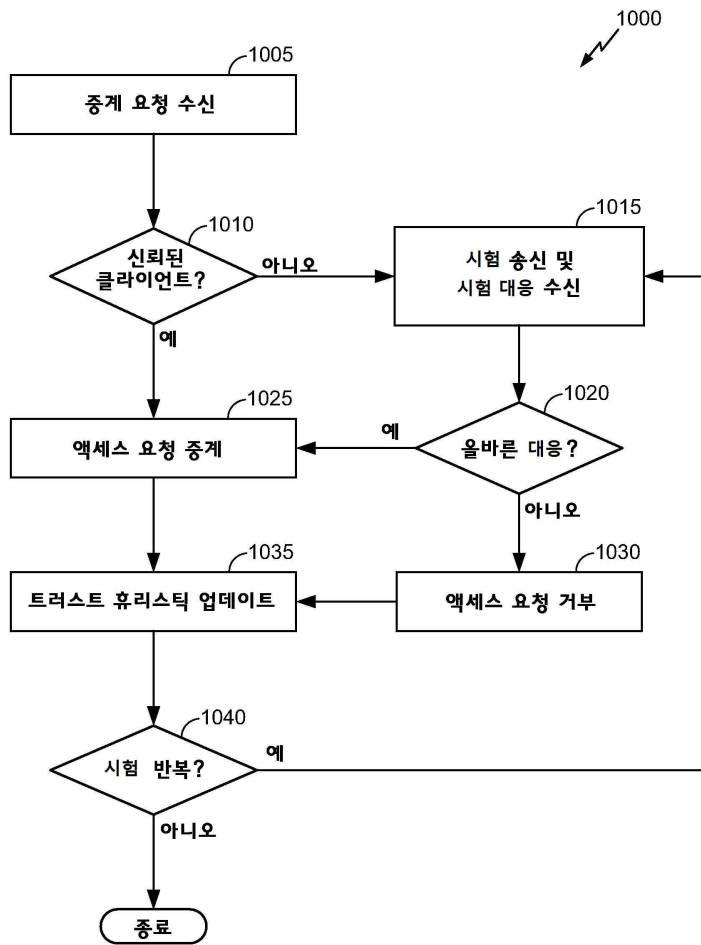 1000
1005
중계 요청 수신
1010
신뢰된
클라이언트?
아니오
예
1015
시험 송신 및
시험 대응 수신
1020
올바른 대응?
예
아니오
1025
액세스 요청 중계
1030
액세스 요청 거부
1035
트러스트 휴리스틱 업데이트
1040
시험 반복?
예
아니오
종료